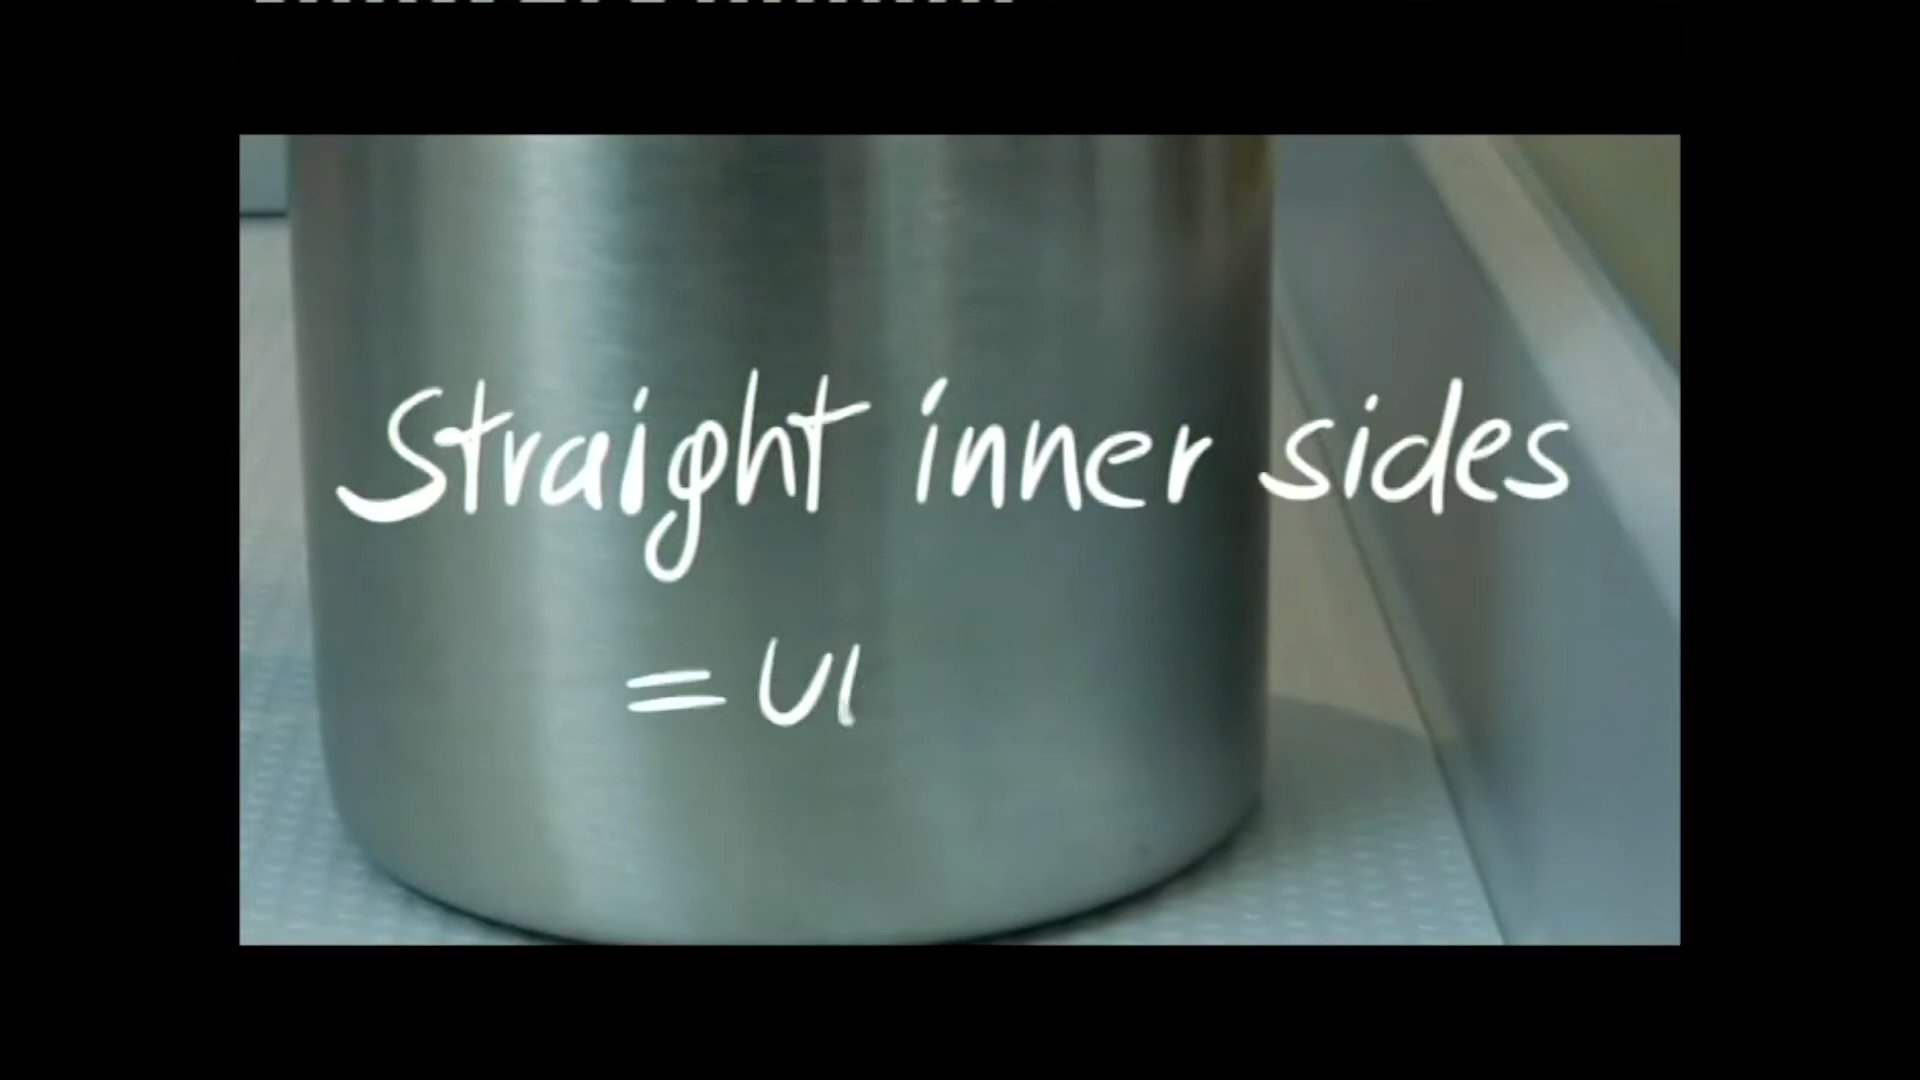 Straight inner sides
= UI